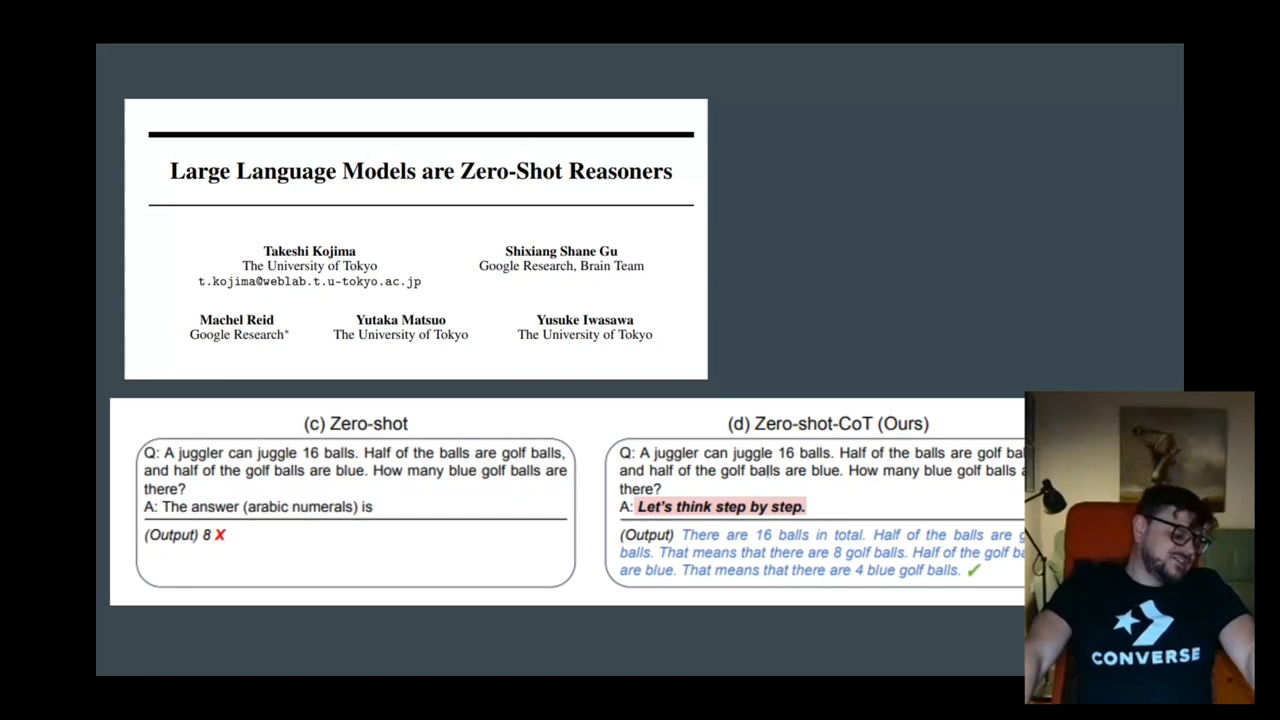 Large Language Models are Zero-Shot Reasoners
Takeshi Kojima
The University of Tokyo
t.kojima@weblab.t.u-tokyo.ac.jp
Shixiang Shane Gu
Google Research, Brain Team
Machel Reid
Google Research*
Yutaka Matsuo
The University of Tokyo
Yusuke Iwasawa
The University of Tokyo
(c) Zero-shot
Q: A juggler can juggle 16 balls. Half of the balls are golf balls,
and half of the golf balls are blue. How many blue golf balls are
there?
A: The answer (arabic numerals) is
(Output) 8 X
(d) Zero-shot-CoT (Ours)
Q: A juggler can juggle 16 balls. Half of the balls are golf
and half of the golf balls are blue. How many blue golf balls
there?
A: Let's think step by step.
(Output) There are 16 balls in total. Half of the balls are
balls. That means that there are 8 golf balls. Half of the golf
are blue. That means that there are 4 blue golf balls. ✓
CONVERSE